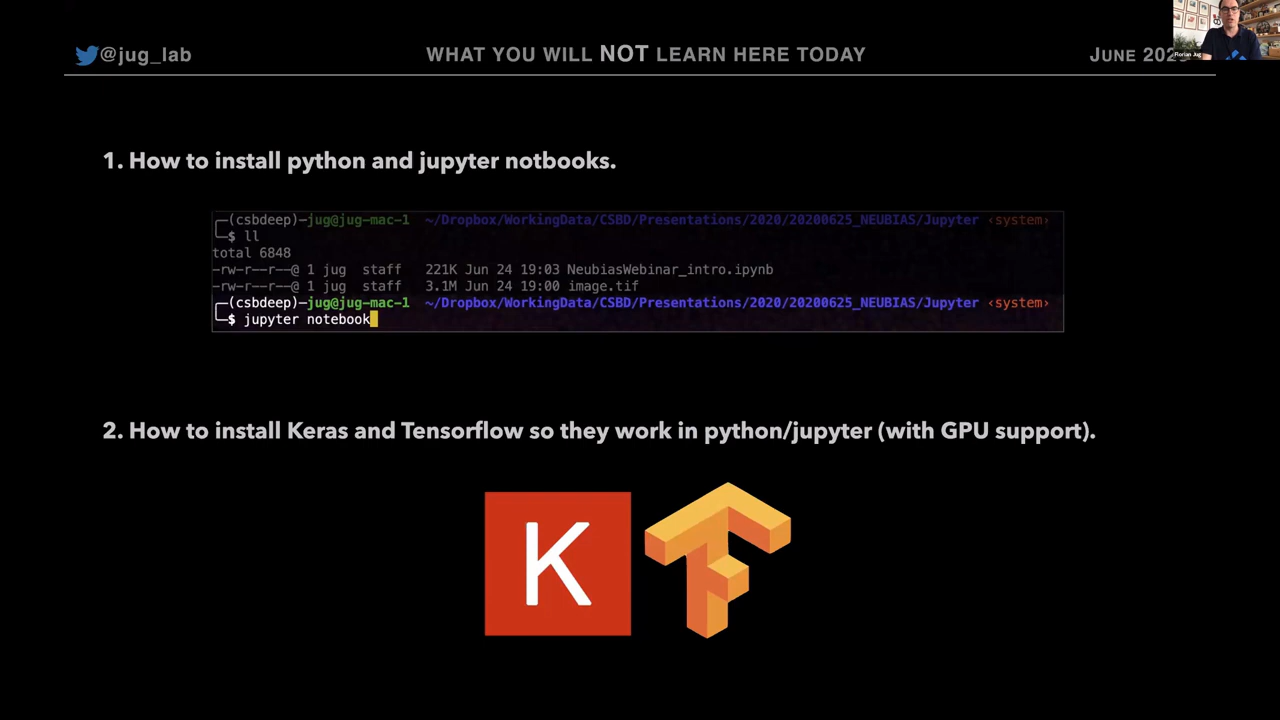 @jug_lab
WHAT YOU WILL NOT LEARN HERE TODAY
JUNE
Florian Jug
1. How to install python and jupyter notbooks.
(csbdeep)-jug@jug-mac-1 ~/Dropbox/WorkingData/CSBD/Presentations/2020/20200625_NEUBIAS/Jupyter ‹system›
$ ll
total 6848
-rw-r--r--@ 1 jug staff 221K Jun 24 19:03 NeubiasWebinar_intro.ipynb
-rw-r--r--@ 1 jug staff 3.1M Jun 24 19:00 image.tif
(csbdeep)-jug@jug-mac-1 ~/Dropbox/WorkingData/CSBD/Presentations/2020/20200625_NEUBIAS/Jupyter ‹system›
$ jupyter notebook
2. How to install Keras and Tensorflow so they work in python/jupyter (with GPU support).
K